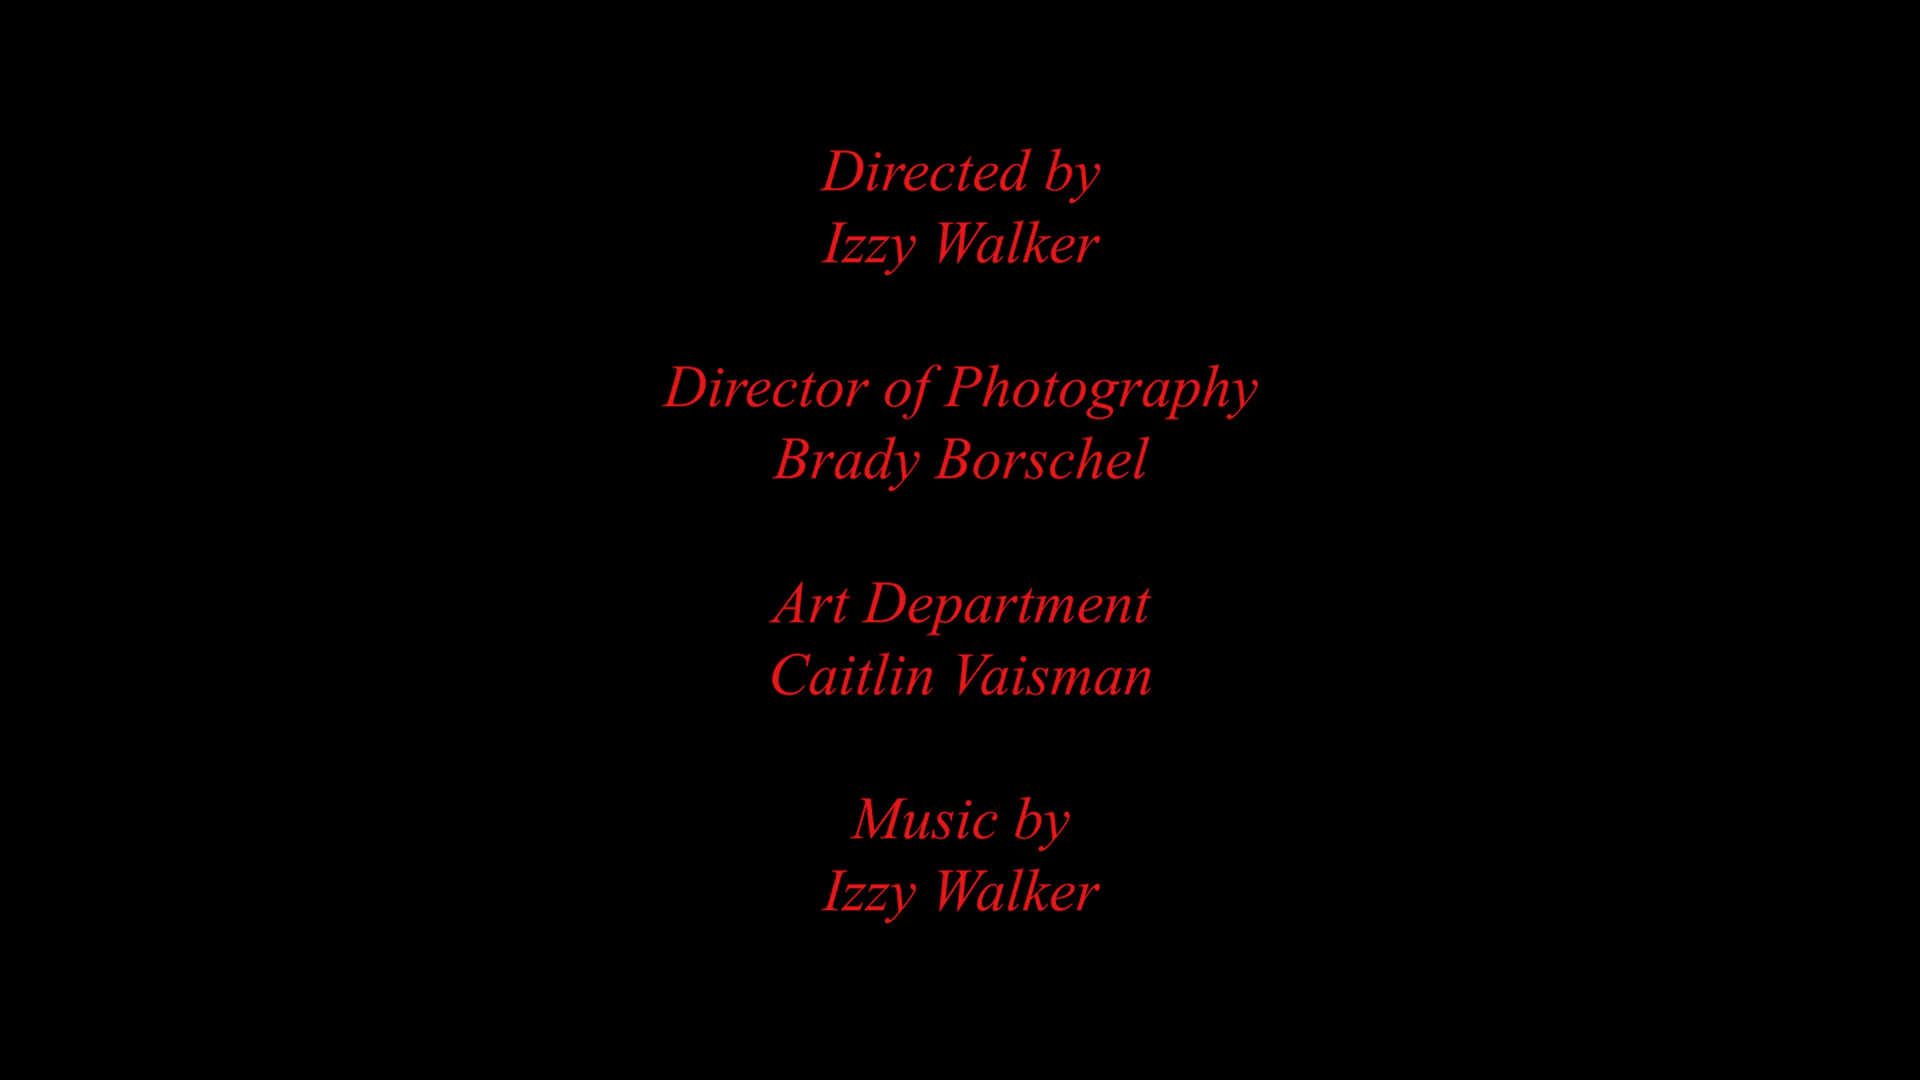 Directed by
Izzy Walker
Director of Photography
Brady Borschel
Art Department
Caitlin Vaisman
Music by
Izzy Walker